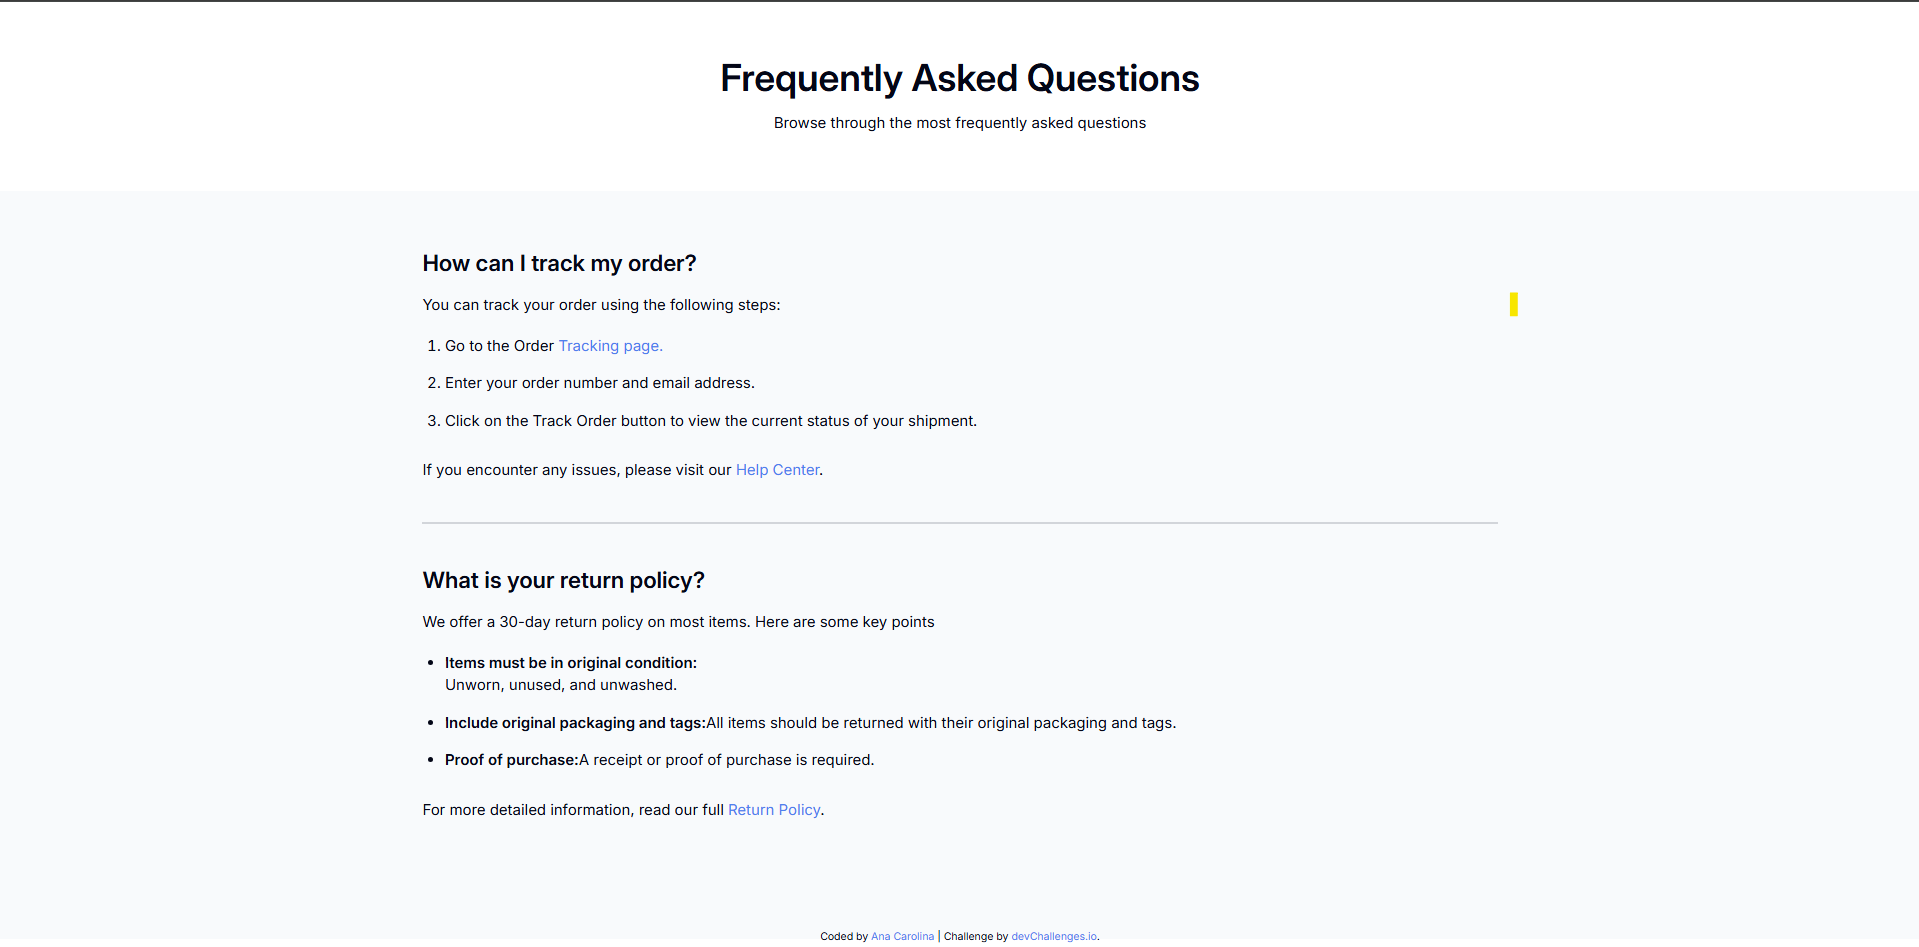 Frequently Asked Questions
Browse through the most frequently asked questions
How can I track my order?
You can track your order using the following steps:
1. Go to the Order Tracking page.
2. Enter your order number and email address.
3. Click on the Track Order button to view the current status of your shipment.
If you encounter any issues, please visit our Help Center.
What is your return policy?
We offer a 30-day return policy on most items. Here are some key points
• Items must be in original condition:
Unworn, unused, and unwashed.
• Include original packaging and tags:All items should be returned with their original packaging and tags.
• Proof of purchase:A receipt or proof of purchase is required.
For more detailed information, read our full Return Policy.
Coded by Ana Carolina | Challenge by devChallenges.io.